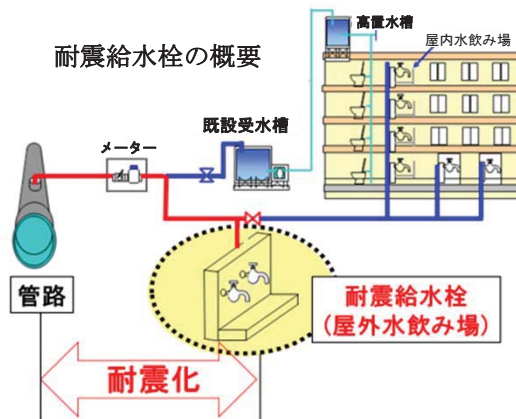 耐震給水栓の概要
高置水槽
屋内水飲み場
既設受水槽
メーター
管路
耐震給水栓
(屋外水飲み場)
耐震化